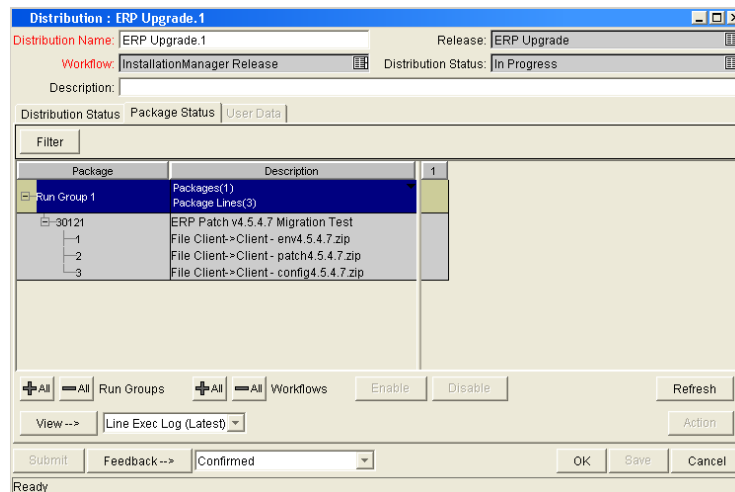 Distribution : ERP Upgrade.1
Distribution Name: ERP Upgrade.1 Release: ERP Upgrade
Workflow: InstallationManager Release Distribution Status: In Progress
Description:
Distribution Status Package Status User Data
Filter
Package Description 1
Run Group 1 Packages(1)
Package Lines(3)
30121 ERP Patch v4.5.4.7 Migration Test
1 File Client->Client - env4.5.4.7.zip
2 File Client->Client - patch4.5.4.7.zip
3 File Client->Client - config4.5.4.7.zip
All All Run Groups All All Workflows Enable Disable Refresh
View --> Line Exec Log (Latest) Action
Submit Feedback --> Confirmed OK Save Cancel
Ready